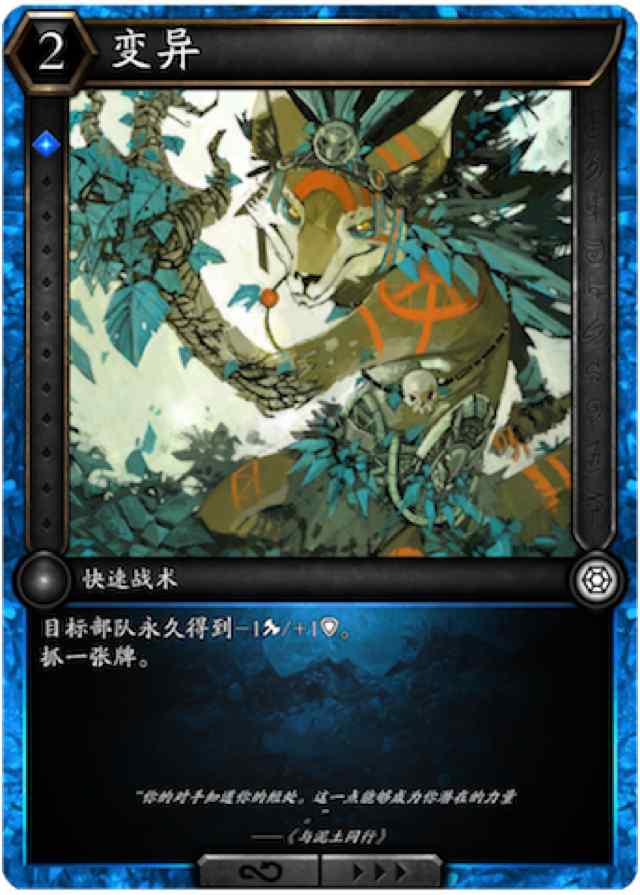 2 变异
快速战术
目标部队永久得到-1/+1。
抓一张牌。
“你的对手知道你的短处。这一点能够成为你潜在的力量
”
。
——《与泥土同行》